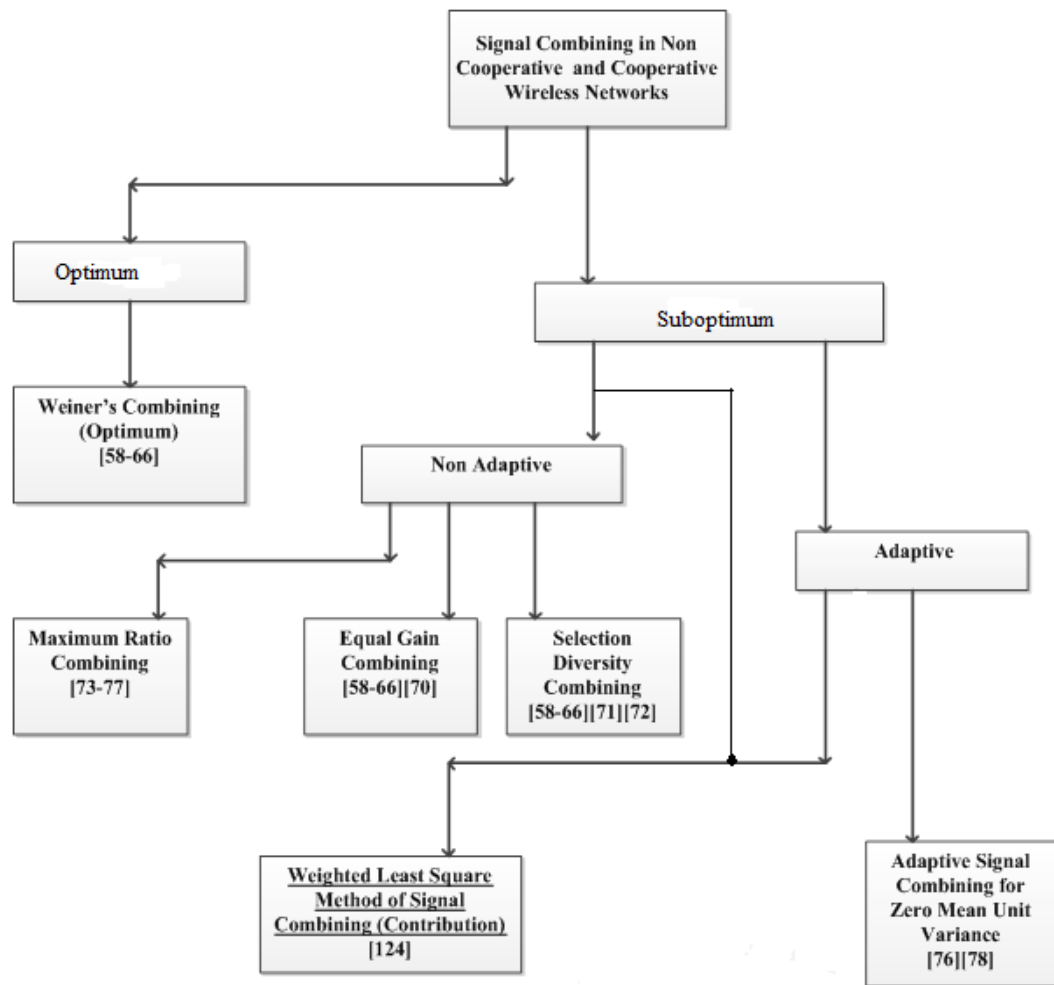 Signal Combining in Non
Cooperative and Cooperative
Wireless Networks
Optimum
Suboptimum
Weiner's Combining
(Optimum)
[58-66]
Non Adaptive
Adaptive
Maximum Ratio
Combining
[73-77]
Equal Gain
Combining
[58-66][70]
Selection
Diversity
Combining
[58-66][71][72]
Weighted Least Square
Method of Signal
Combining (Contribution)
[124]
Adaptive Signal
Combining for
Zero Mean Unit
Variance
[76][78]